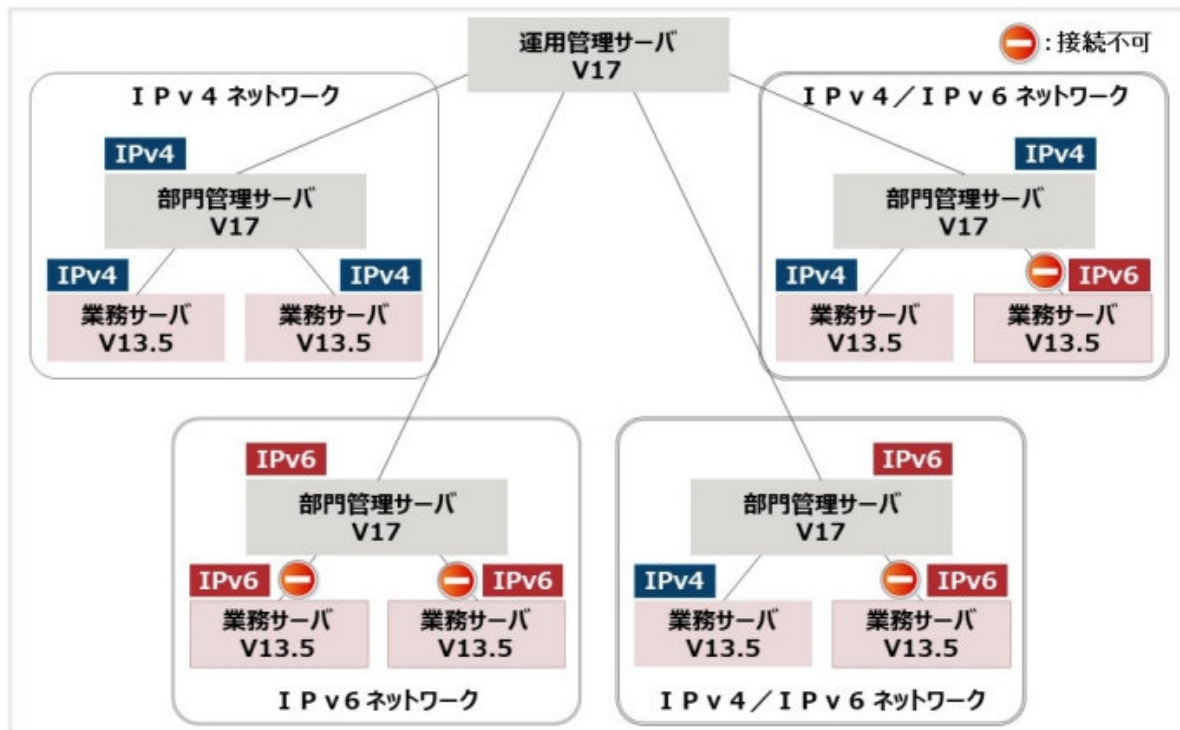 運用管理サーバ
V17
：接続不可
ＩＰｖ４ ネットワーク
IPv4
部門管理サーバ
V17
IPv4
IPv4
業務サーバ
V13.5
業務サーバ
V13.5
ＩＰｖ４／ＩＰｖ６ ネットワーク
IPv4
部門管理サーバ
V17
IPv4
IPv6
業務サーバ
V13.5
業務サーバ
V13.5
IPv6
部門管理サーバ
V17
IPv6
IPv6
業務サーバ
V13.5
業務サーバ
V13.5
ＩＰｖ６ネットワーク
IPv6
部門管理サーバ
V17
IPv4
IPv6
業務サーバ
V13.5
業務サーバ
V13.5
ＩＰｖ４／ＩＰｖ６ ネットワーク